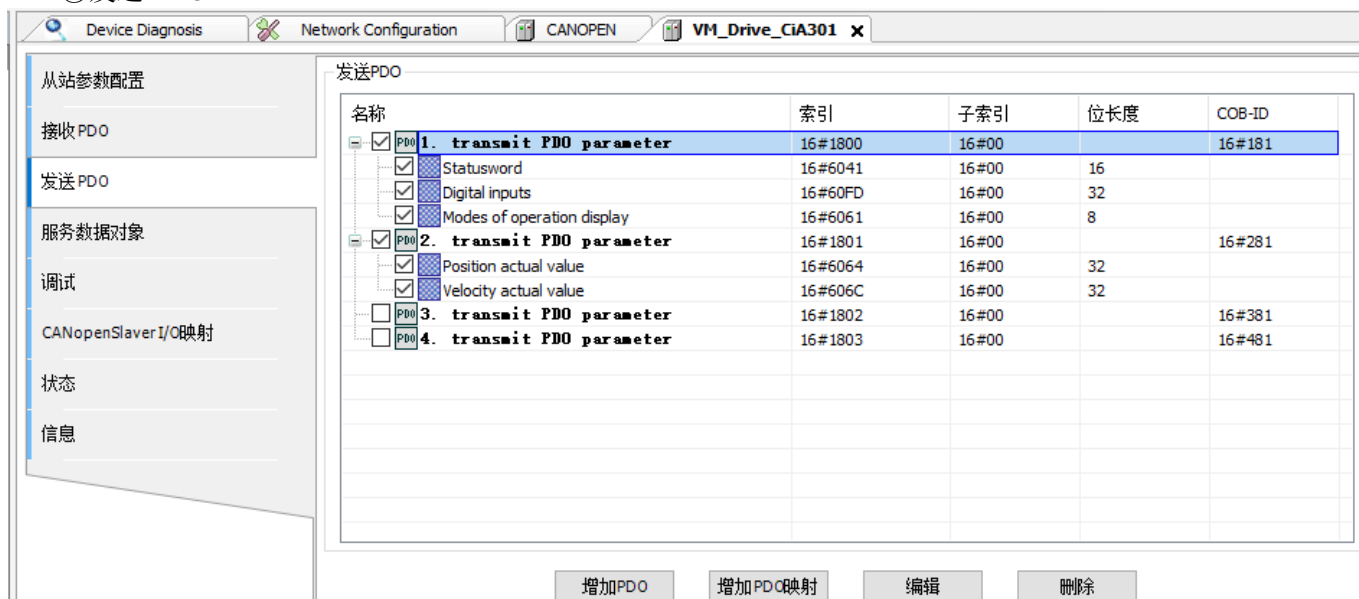 Device Diagnosis Network Configuration CANOPEN VM_Drive_CiA301 x
从站参数配置
接收PDO
发送PDO
服务数据对象
调试
CANopenSlaver I/O映射
状态
信息
发送PDO
名称 索引 子索引 位长度 COB-ID
PDO 1. transmit PDO parameter 16#1800 16#00 16#181
Statusword 16#6041 16#00 16
Digital inputs 16#60FD 16#00 32
Modes of operation display 16#6061 16#00 8
PDO 2. transmit PDO parameter 16#1801 16#00 16#281
Position actual value 16#6064 16#00 32
Velocity actual value 16#606C 16#00 32
PDO 3. transmit PDO parameter 16#1802 16#00 16#381
PDO 4. transmit PDO parameter 16#1803 16#00 16#481
增加PDO 增加PDO映射 编辑 删除